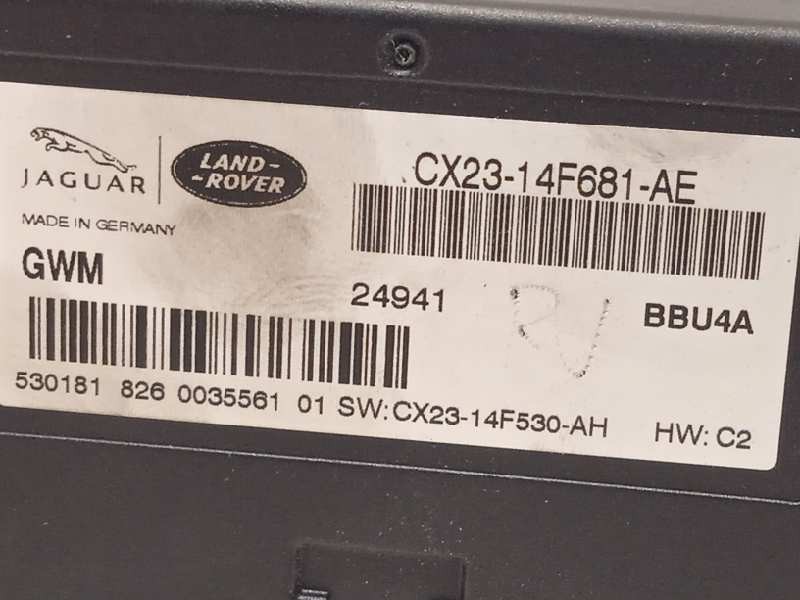 JAGUAR
LAND-
-ROVER
CX23-14F681-AE
MADE IN GERMANY
GWM
24941
BBU4A
530181 826 0035561 01 SW: CX23-14F530-AH HW: C2